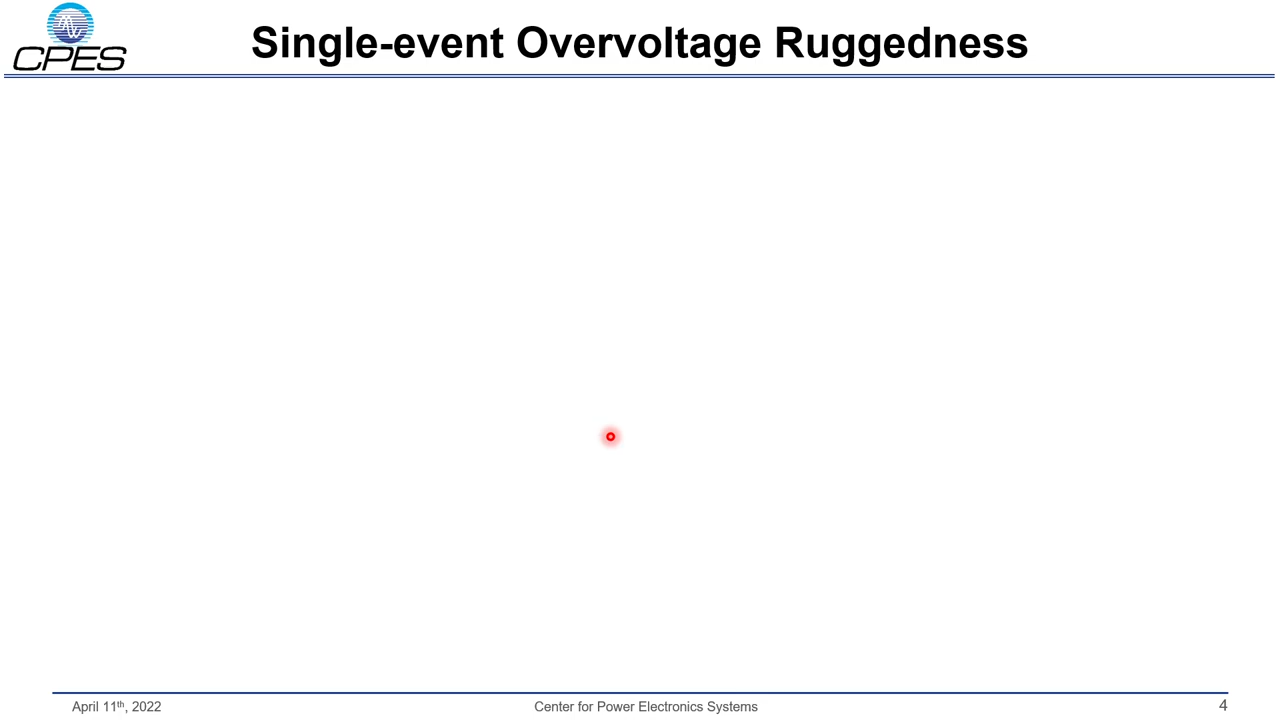 CPES
Single-event Overvoltage Ruggedness
April 11th, 2022
Center for Power Electronics Systems
4